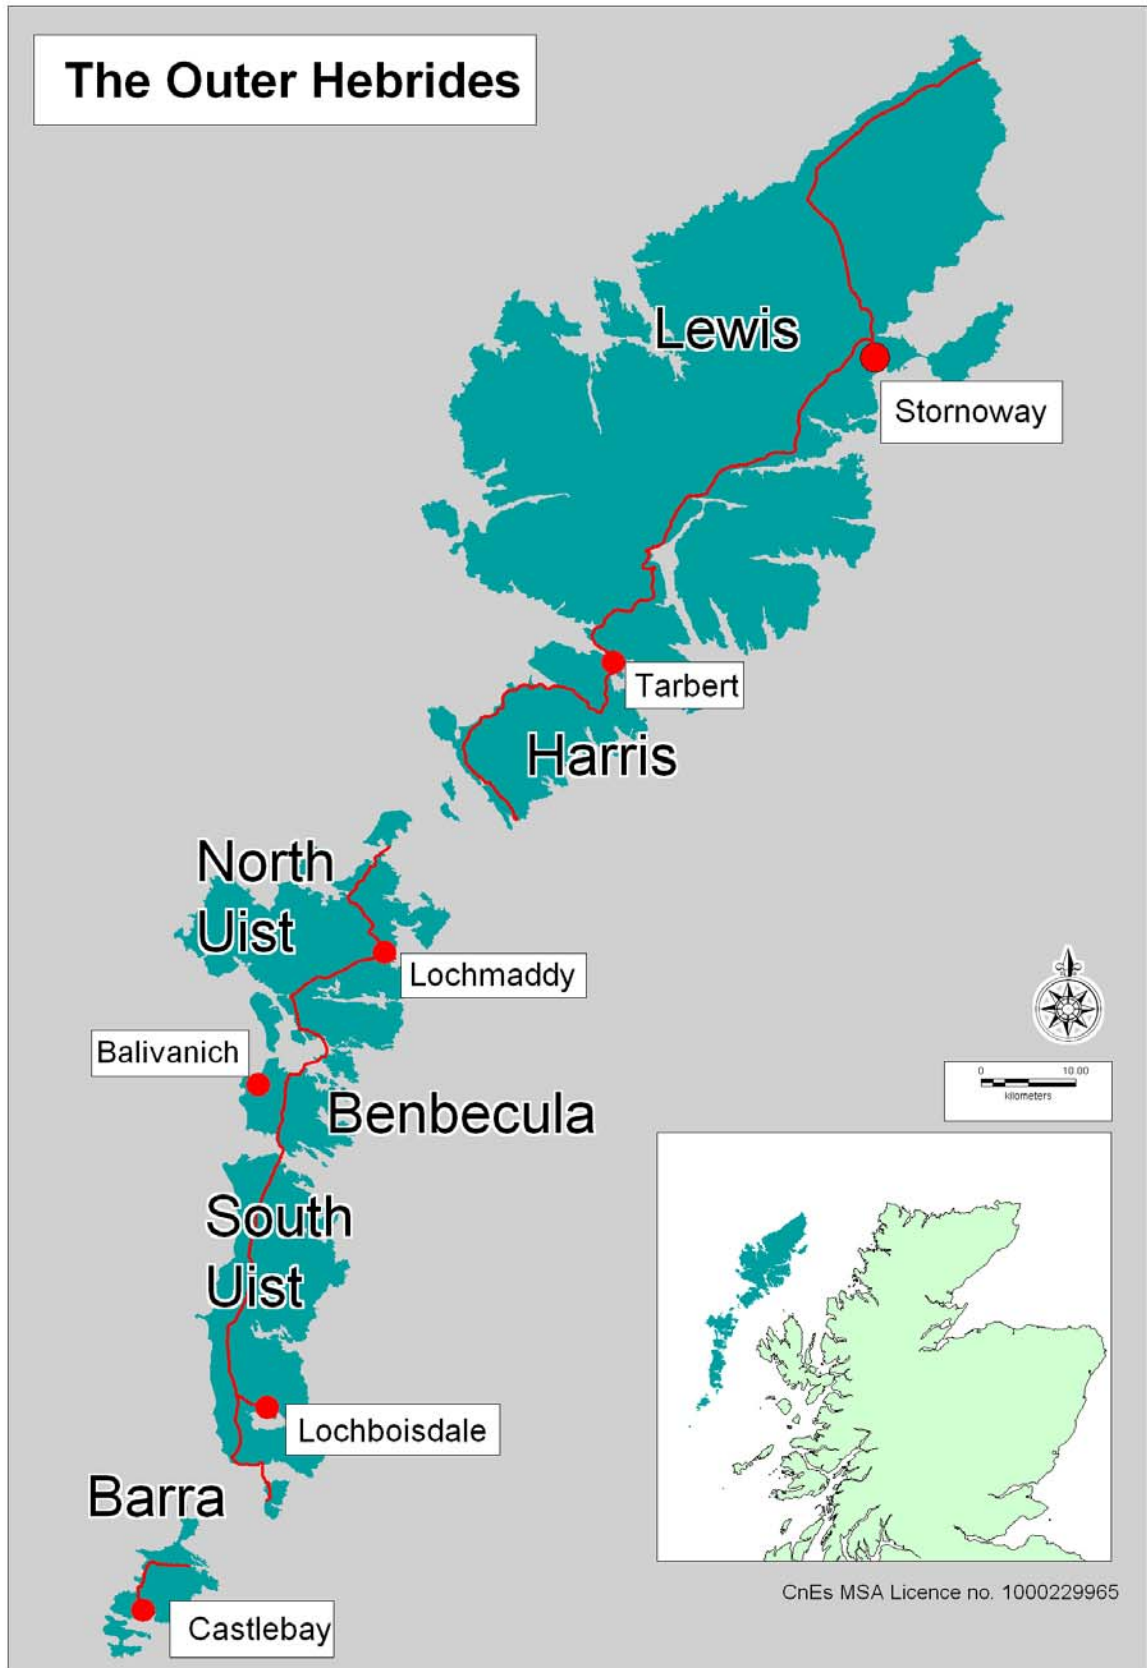 The Outer Hebrides
Lewis
Stornoway
Tarbert
Harris
North
Uist
Lochmaddy
Balivanich
Benbecula
0 10.00
kilometers
South
Uist
Lochboisdale
Barra
Castlebay
CnEs MSA Licence no. 1000229965